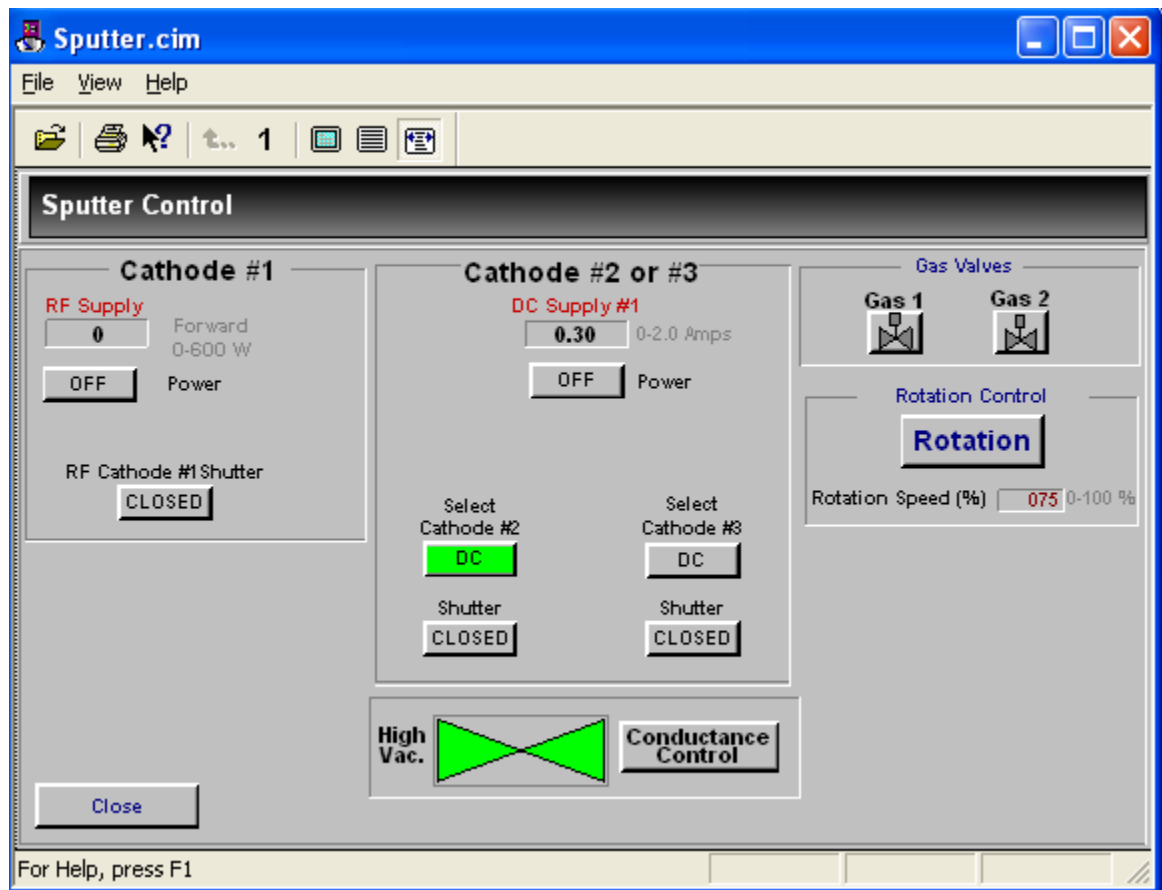 Sputter.cim
File View Help
1
Sputter Control
Cathode #1
RF Supply
0
Forward
0-600 W
OFF
Power
RF Cathode #1 Shutter
CLOSED
Cathode #2 or #3
DC Supply #1
0.30
0-2.0 Amps
OFF
Power
Select
Cathode #2
DC
Shutter
CLOSED
Select
Cathode #3
DC
Shutter
CLOSED
Gas Valves
Gas 1
Gas 2
Rotation Control
Rotation
Rotation Speed (%) 075 0-100 %
High
Vac.
Conductance
Control
Close
For Help, press F1